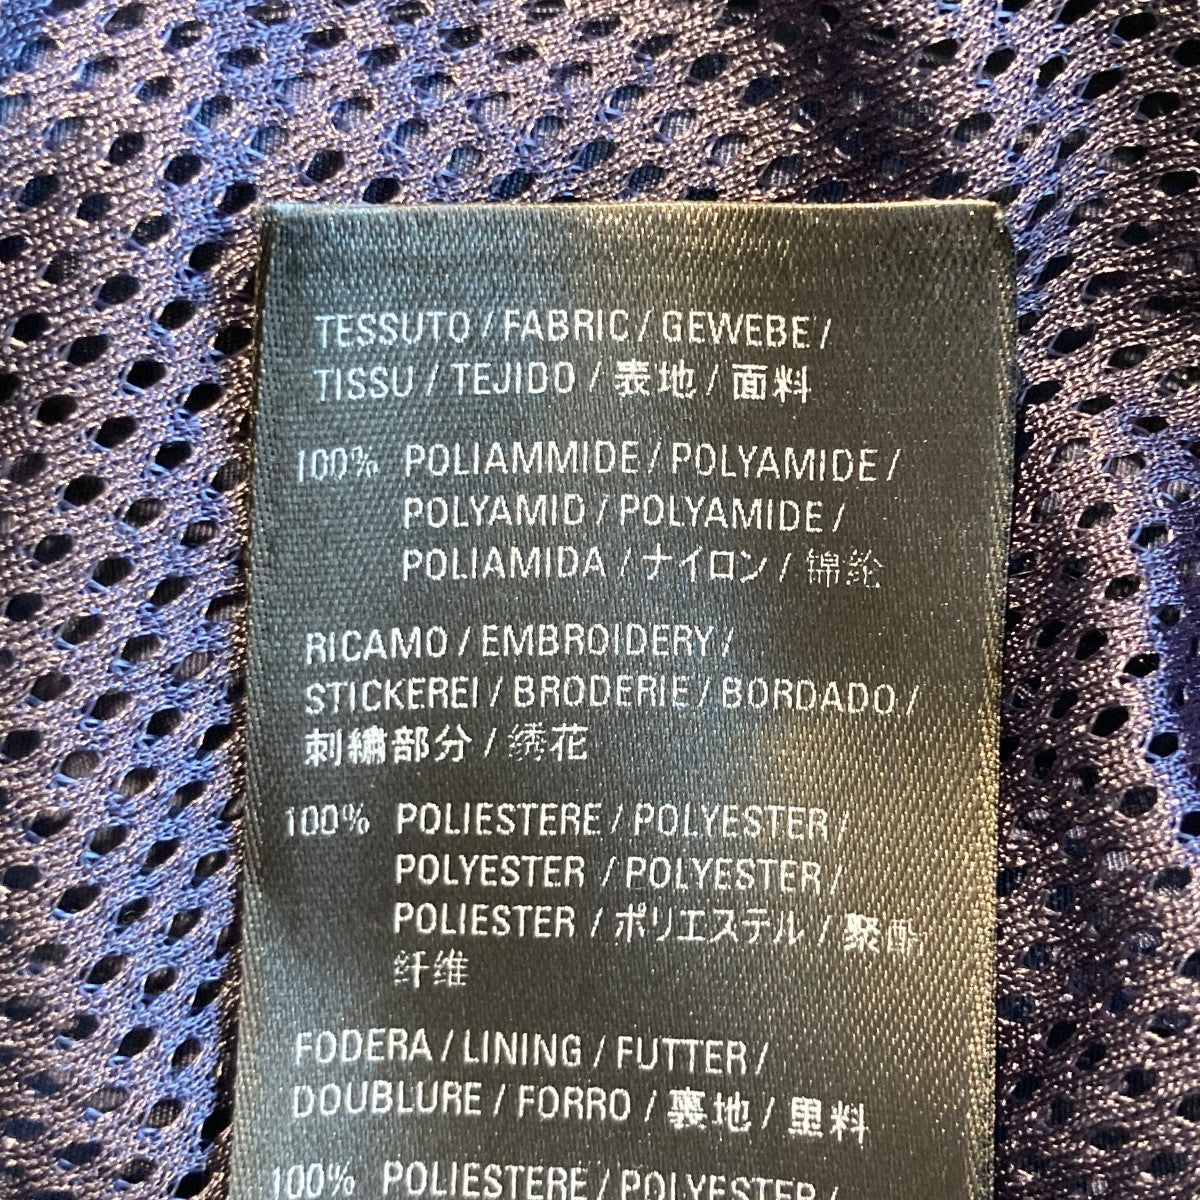 TESSUTO / FABRIC / GEWEBE /
TISSU / TEJIDO / 表地 / 面料
100% POLIAMMIDE / POLYAMIDE /
POLYAMID / POLYAMIDE /
POLIAMIDA / ナイロン / 锦纶
RICAMO / EMBROIDERY /
STICKEREI / BRODERIE / BORDADO /
刺繍部分 / 绣花
100% POLIESTERE / POLYESTER /
POLYESTER / POLYESTER /
POLIESTER / ポリエステル / 聚酯
纤维
FODERA / LINING / FUTTER /
DOUBLURE / FORRO / 裏地 / 里料
100% POLIESTERE / POLYESTER /